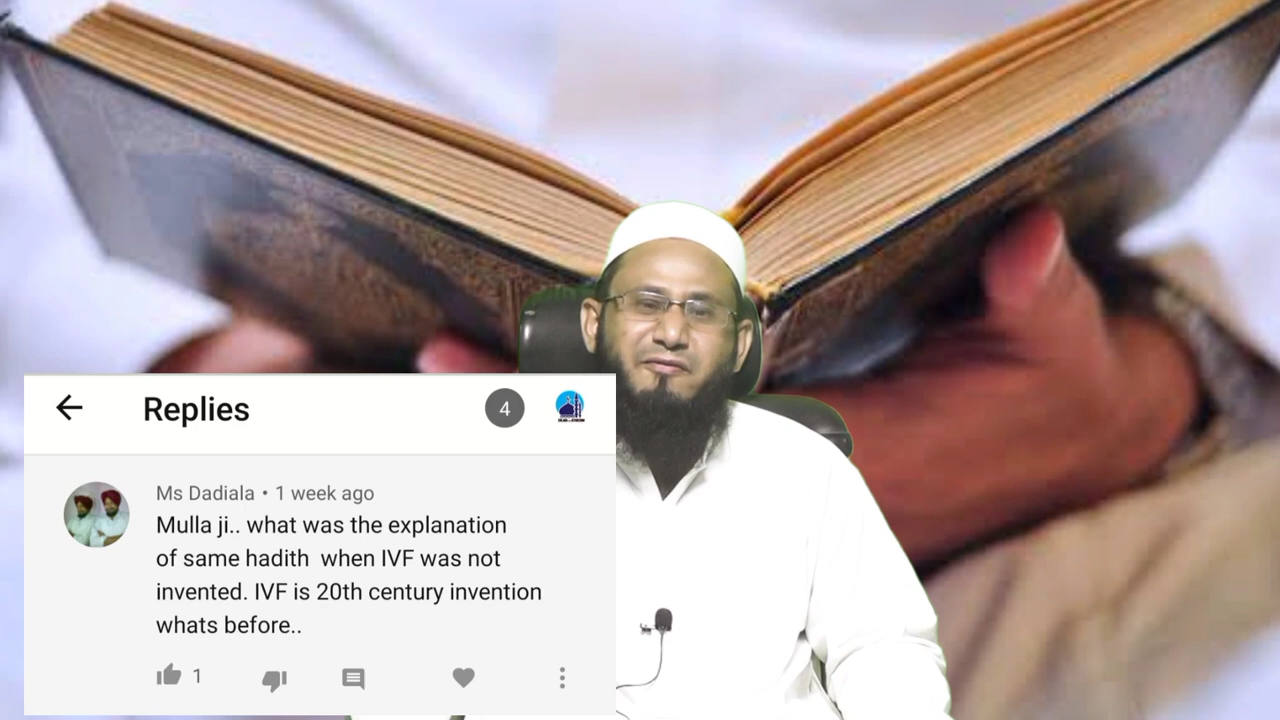 Replies
4
Ms Dadiala • 1 week ago
Mulla ji.. what was the explanation
of same hadith when IVF was not
invented. IVF is 20th century invention
whats before..
1